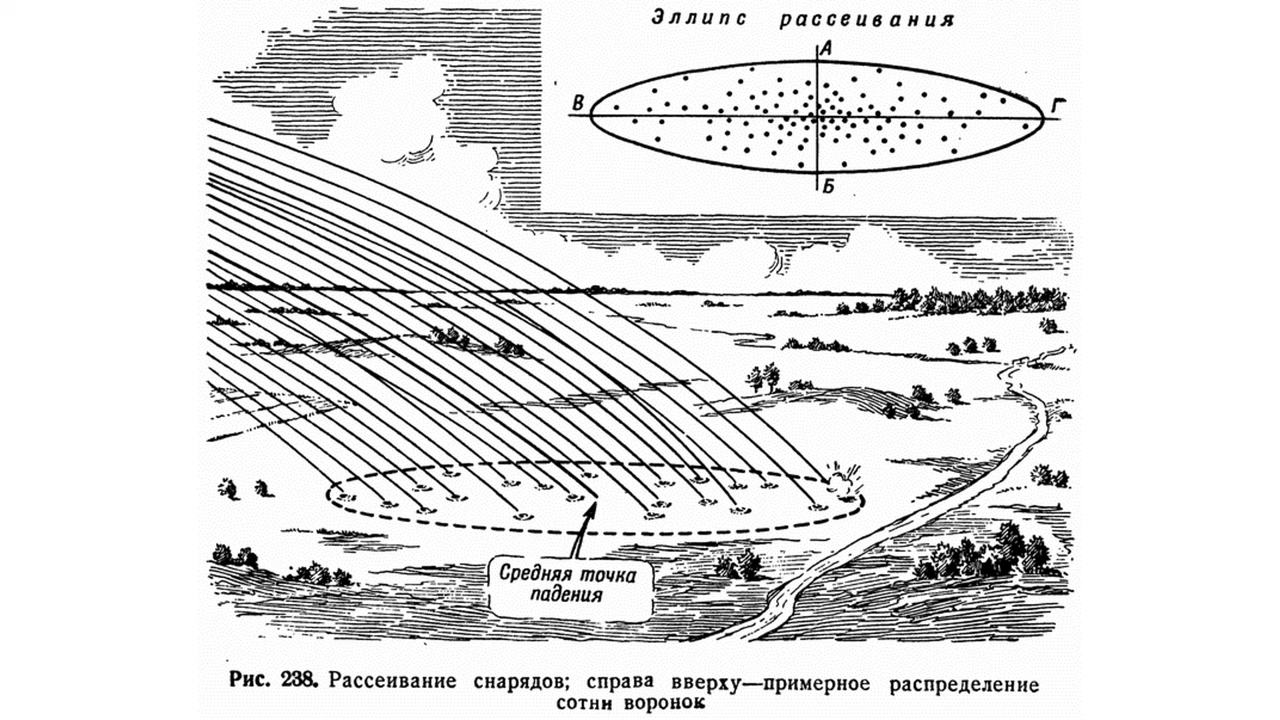 Эллипс рассеивания
А
В
Г
Б
Средняя точка
падения
Рис. 238. Рассеивание снарядов; справа вверху—примерное распределение
сотни воронок